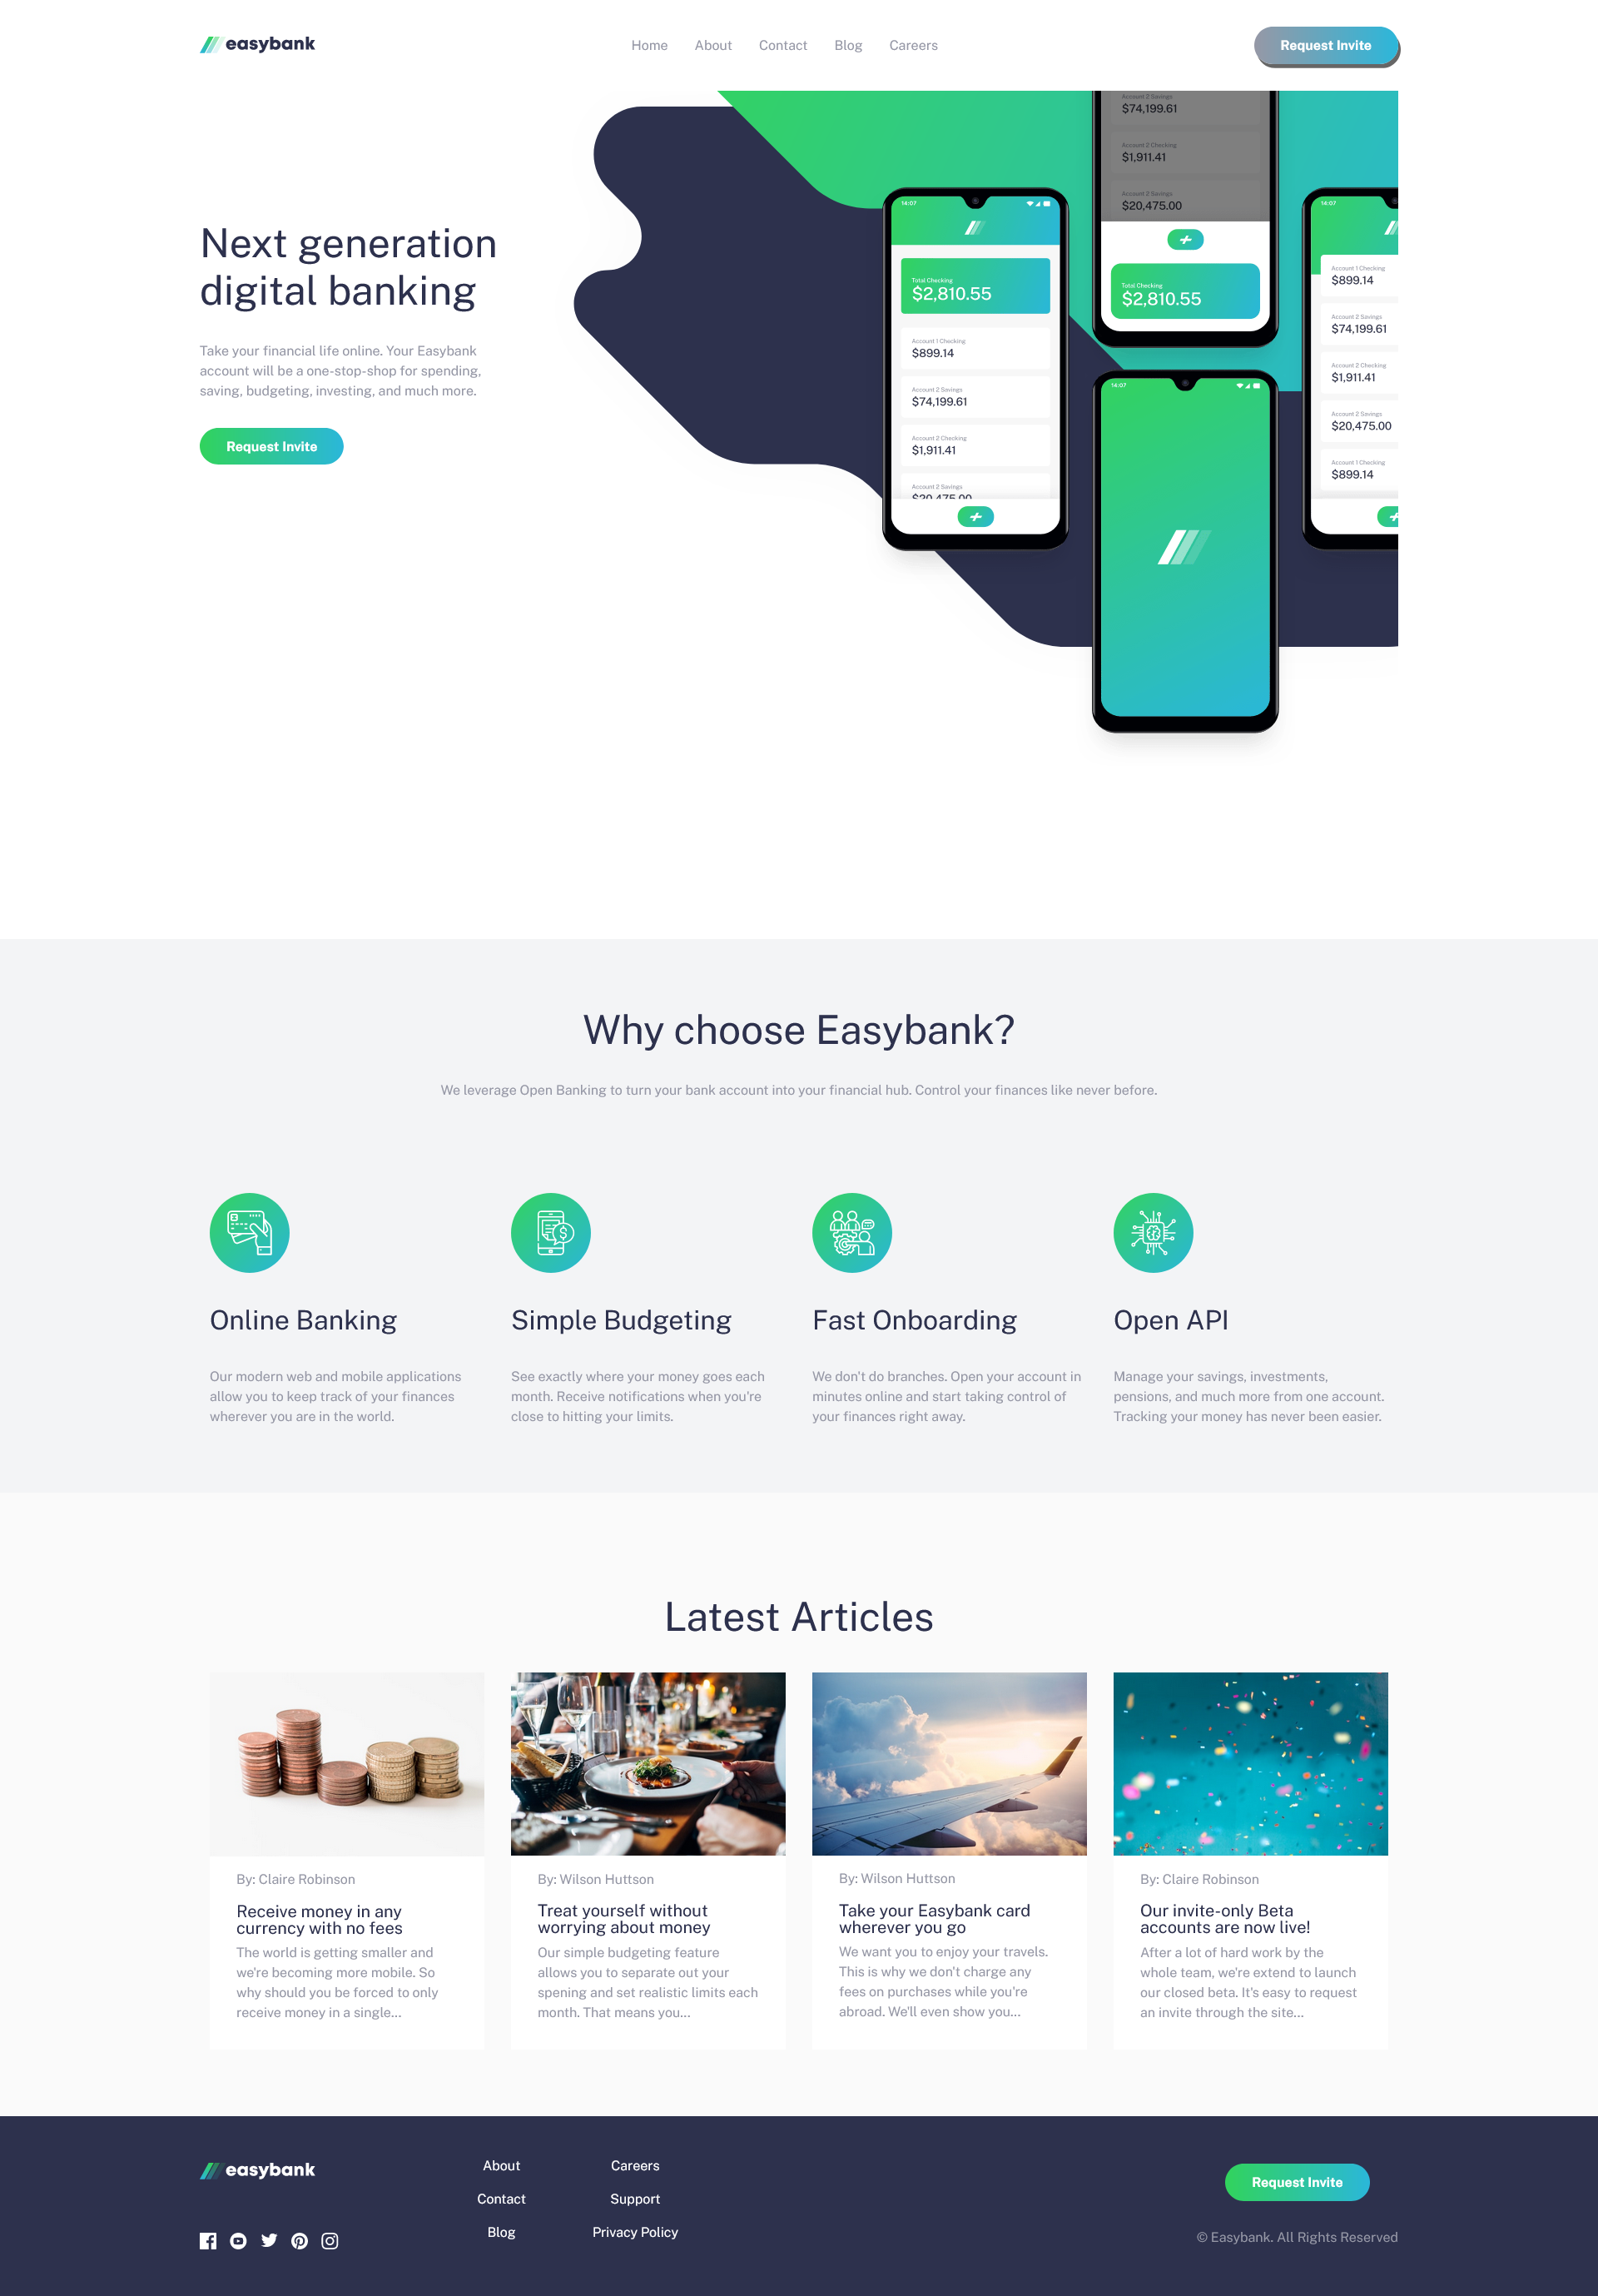 easybank
Home About Contact Blog Careers
Request Invite
Next generation
digital banking
Take your financial life online. Your Easybank
account will be a one-stop-shop for spending,
saving, budgeting, investing, and much more.
Request Invite
14:07
Total Checking
$2,810.55
Account 1 Checking
$899.14
Account 2 Savings
$74,199.61
Account 2 Checking
$1,911.41
Account 2 Savings
$20,475.00
Account 2 Savings
$74,199.61
Account 2 Checking
$1,911.41
Account 2 Savings
$20,475.00
Total Checking
$2,810.55
14:07
14:07
Account 1 Checking
$899.14
Account 2 Savings
$74,199.61
Account 2 Checking
$1,911.41
Account 2 Savings
$20,475.00
Account 1 Checking
$899.14
Why choose Easybank?
We leverage Open Banking to turn your bank account into your financial hub. Control your finances like never before.
Online Banking
Our modern web and mobile applications
allow you to keep track of your finances
wherever you are in the world.
Simple Budgeting
See exactly where your money goes each
month. Receive notifications when you're
close to hitting your limits.
Fast Onboarding
We don't do branches. Open your account in
minutes online and start taking control of
your finances right away.
Open API
Manage your savings, investments,
pensions, and much more from one account.
Tracking your money has never been easier.
Latest Articles
By: Claire Robinson
Receive money in any
currency with no fees
The world is getting smaller and
we're becoming more mobile. So
why should you be forced to only
receive money in a single...
By: Wilson Huttson
Treat yourself without
worrying about money
Our simple budgeting feature
allows you to separate out your
spening and set realistic limits each
month. That means you...
By: Wilson Huttson
Take your Easybank card
wherever you go
We want you to enjoy your travels.
This is why we don't charge any
fees on purchases while you're
abroad. We'll even show you...
By: Claire Robinson
Our invite-only Beta
accounts are now live!
After a lot of hard work by the
whole team, we're extend to launch
our closed beta. It's easy to request
an invite through the site...
easybank
About
Contact
Blog
Careers
Support
Privacy Policy
Request Invite
© Easybank. All Rights Reserved